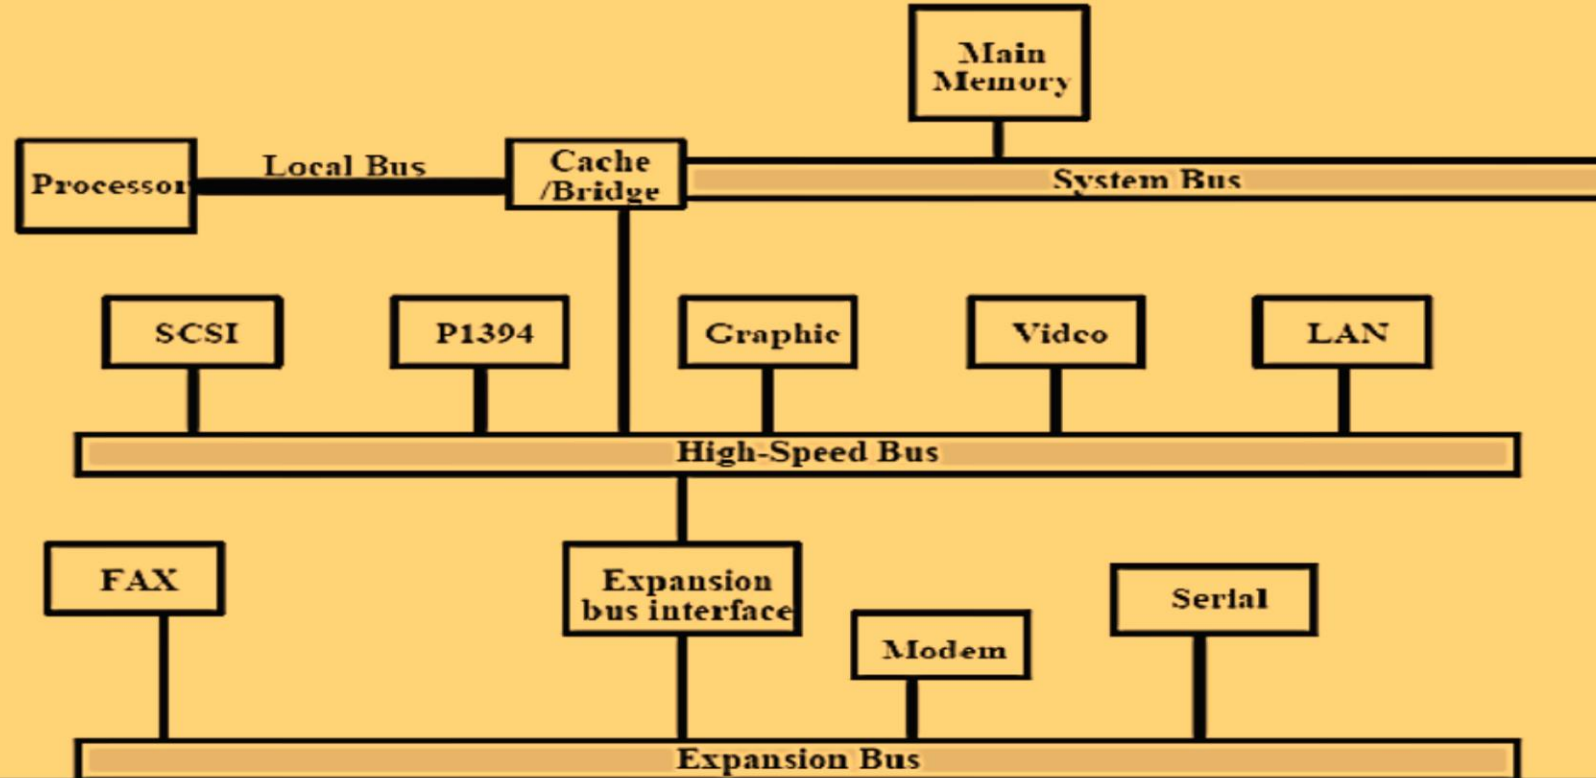 Main
Memory
Processor
Local Bus
Cache
/Bridge
System Bus
SCSI
P1394
Graphic
Video
LAN
High-Speed Bus
FAX
Expansion
bus interface
Serial
Modem
Expansion Bus